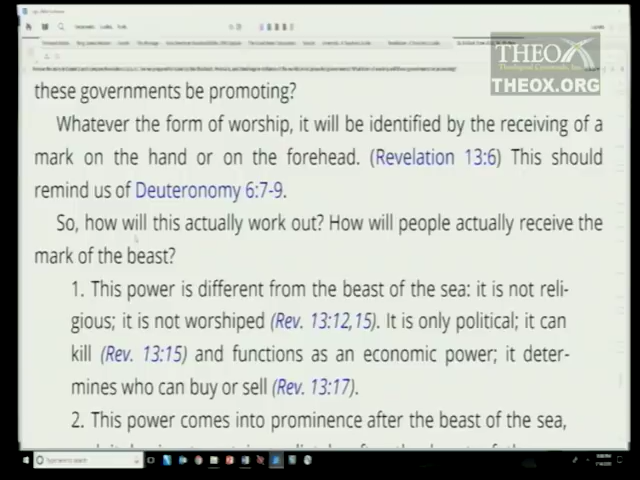 THEOX
THEOX.ORG
these governments be promoting?
Whatever the form of worship, it will be identified by the receiving of a
mark on the hand or on the forehead. (Revelation 13:6) This should
remind us of Deuteronomy 6:7-9.
So, how will this actually work out? How will people actually receive the
mark of the beast?
1. This power is different from the beast of the sea: it is not reli-
gious; it is not worshiped (Rev. 13:12,15). It is only political; it can
kill (Rev. 13:15) and functions as an economic power; it deter-
mines who can buy or sell (Rev. 13:17).
2. This power comes into prominence after the beast of the sea,